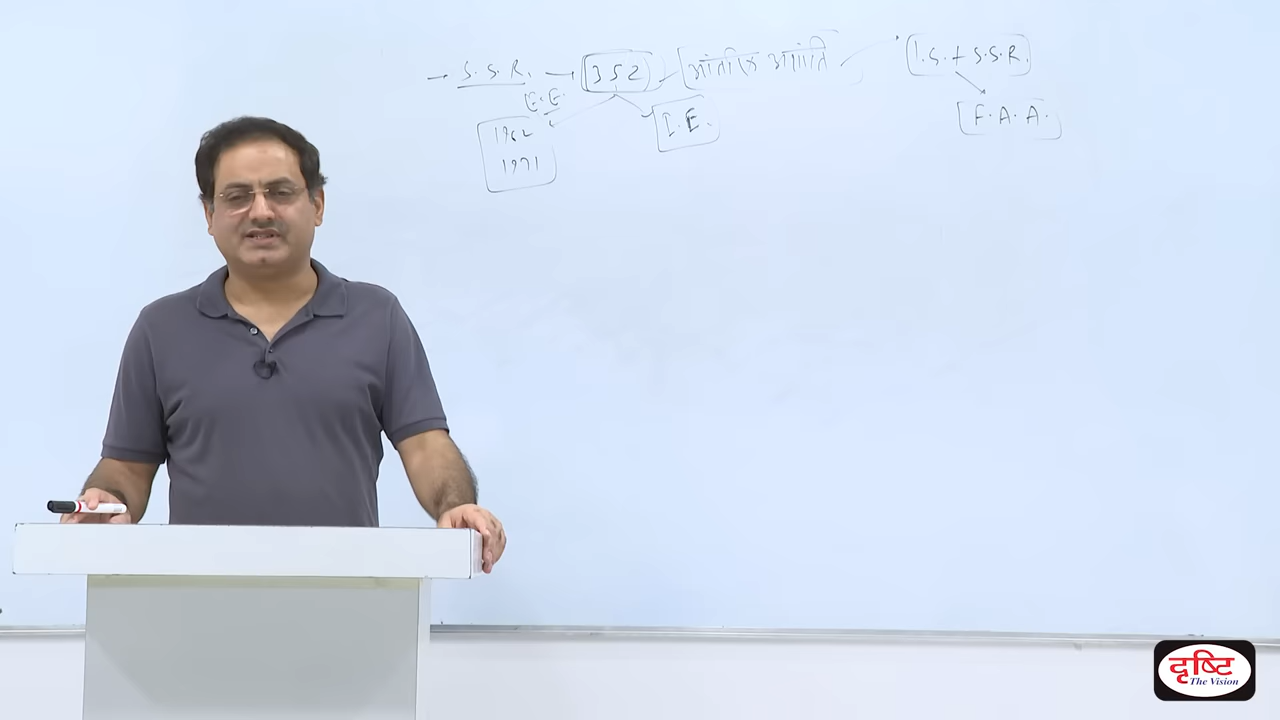 → S.S.R. → 352 – आंतरिक अशांति → I.S. + S.S.R.
E.E.
I.E.
F.A.A.
1962
1971
दृष्टि
The Vision